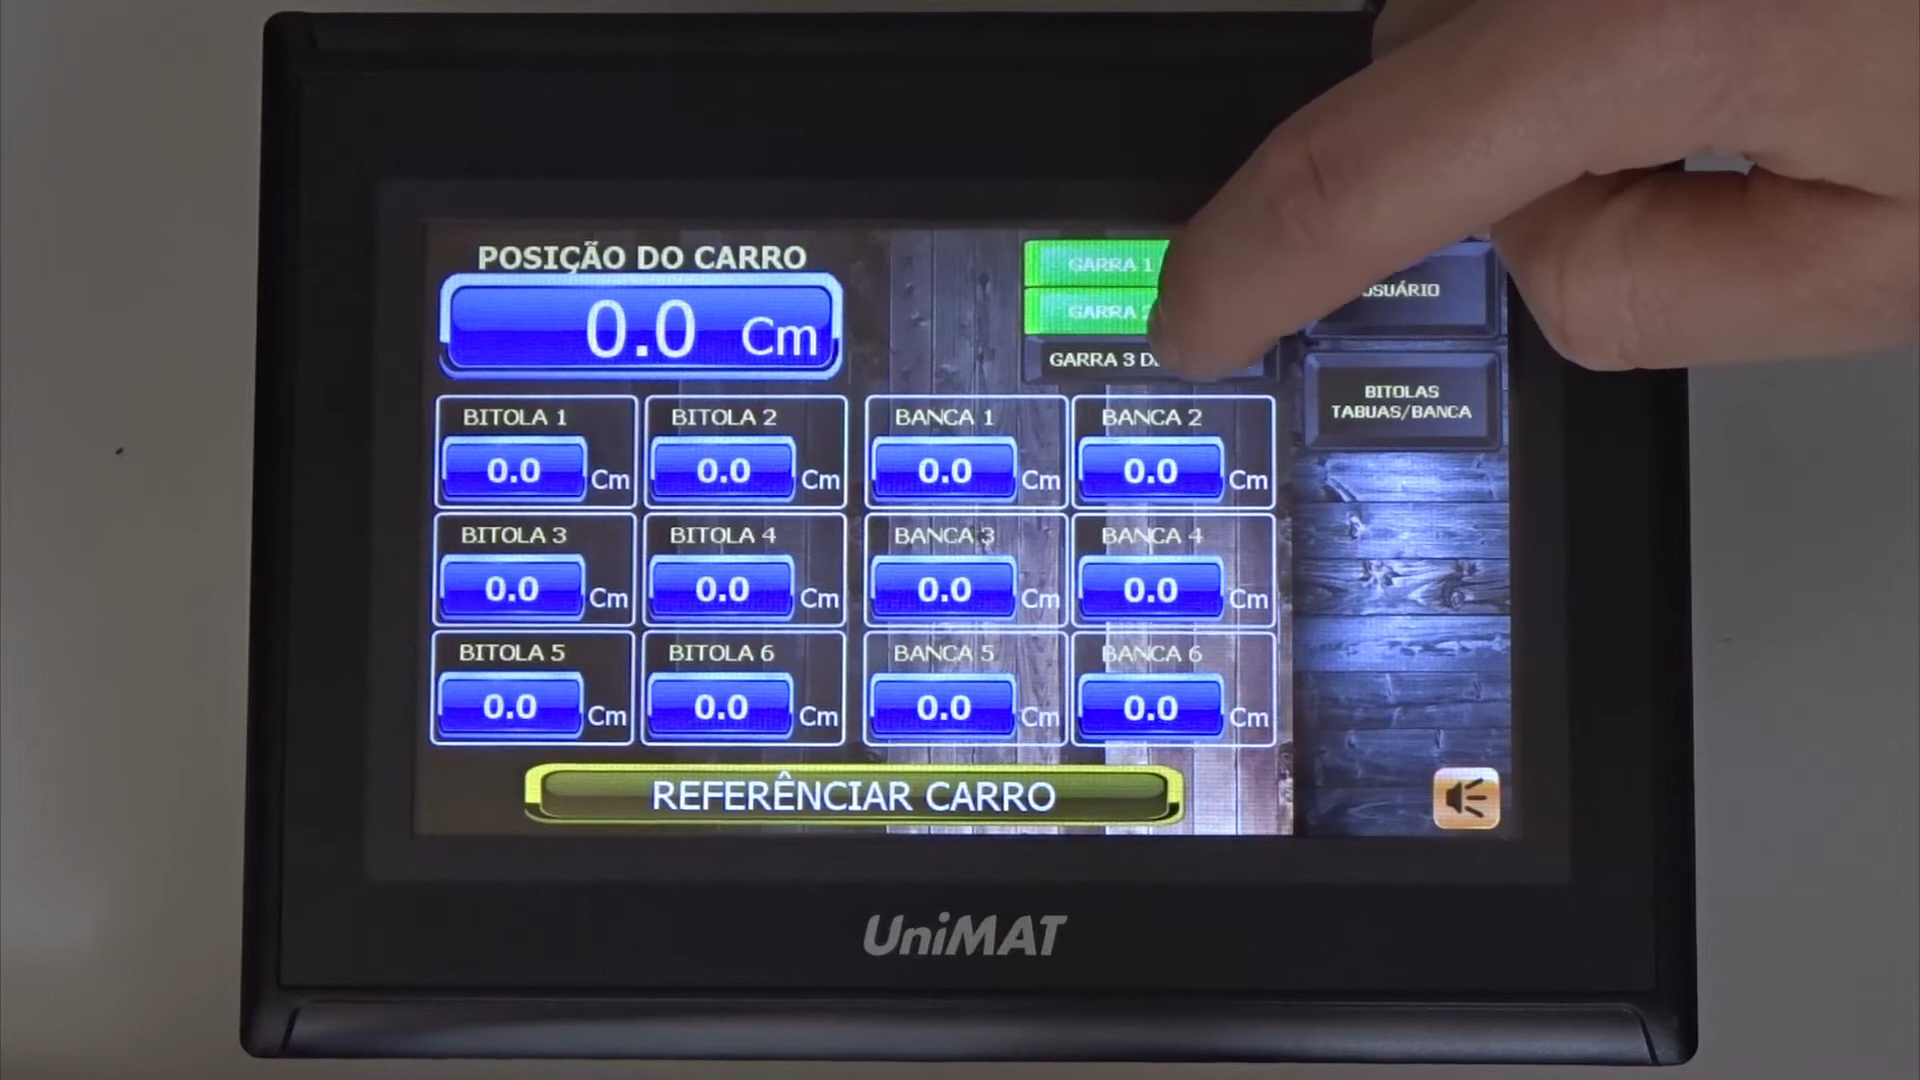 POSIÇÃO DO CARRO
0.0 Cm
GARRA 1
GARRA
GARRA 3
USUÁRIO
BITOLAS
TABUAS/BANCA
BITOLA 1
0.0 Cm
BITOLA 2
0.0 Cm
BANCA 1
0.0 Cm
BANCA 2
0.0 Cm
BITOLA 3
0.0 Cm
BITOLA 4
0.0 Cm
BANCA 3
0.0 Cm
BANCA 4
0.0 Cm
BITOLA 5
0.0 Cm
BITOLA 6
0.0 Cm
BANCA 5
0.0 Cm
BANCA 6
0.0 Cm
REFERÊNCIAR CARRO
UniMAT